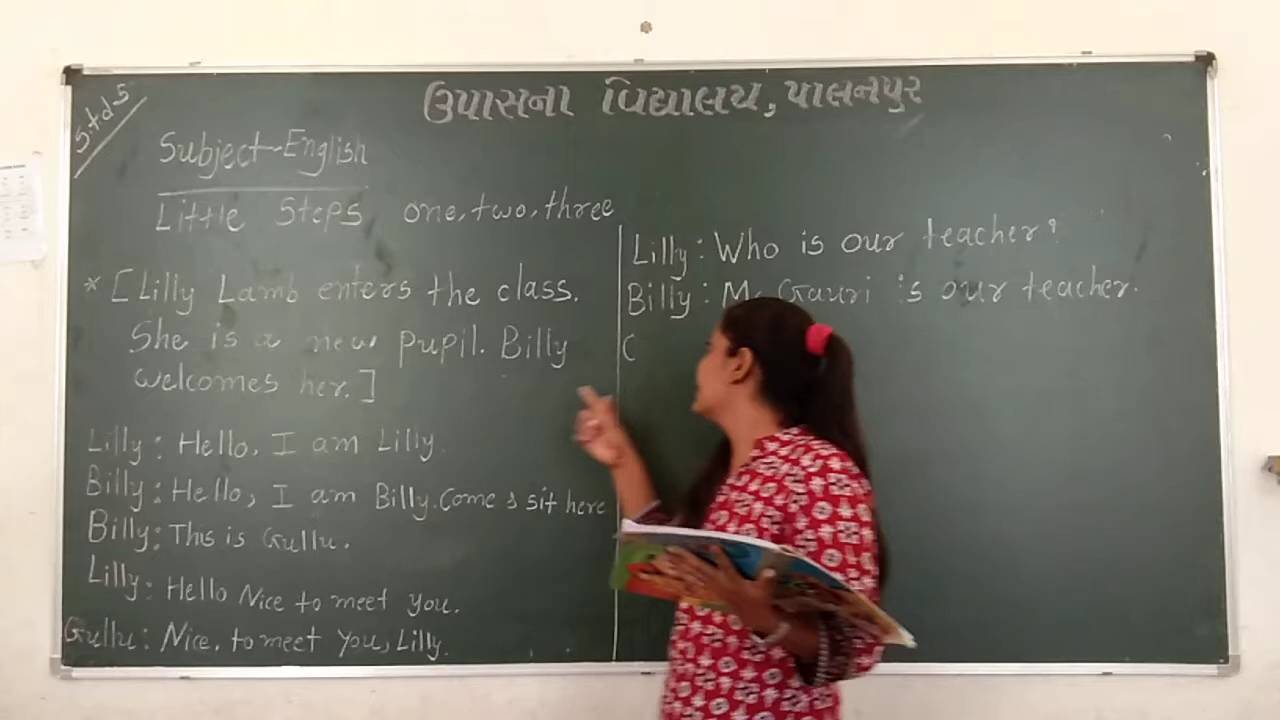 Std 5
ઉપાસના વિદ્યાલય, પાલનપુર
Subject-English
Little Steps one, two, three
* [Lilly Lamb enters the class.
She is a new pupil. Billy
welcomes her.]
Lilly : Hello, I am Lilly.
Billy : Hello, I am Billy. Come & sit here
Billy : This is Gullu.
Lilly : Hello Nice to meet you.
Gullu : Nice, to meet you, Lilly.
Lilly : Who is our teacher?
Billy : Gauri is our teacher.